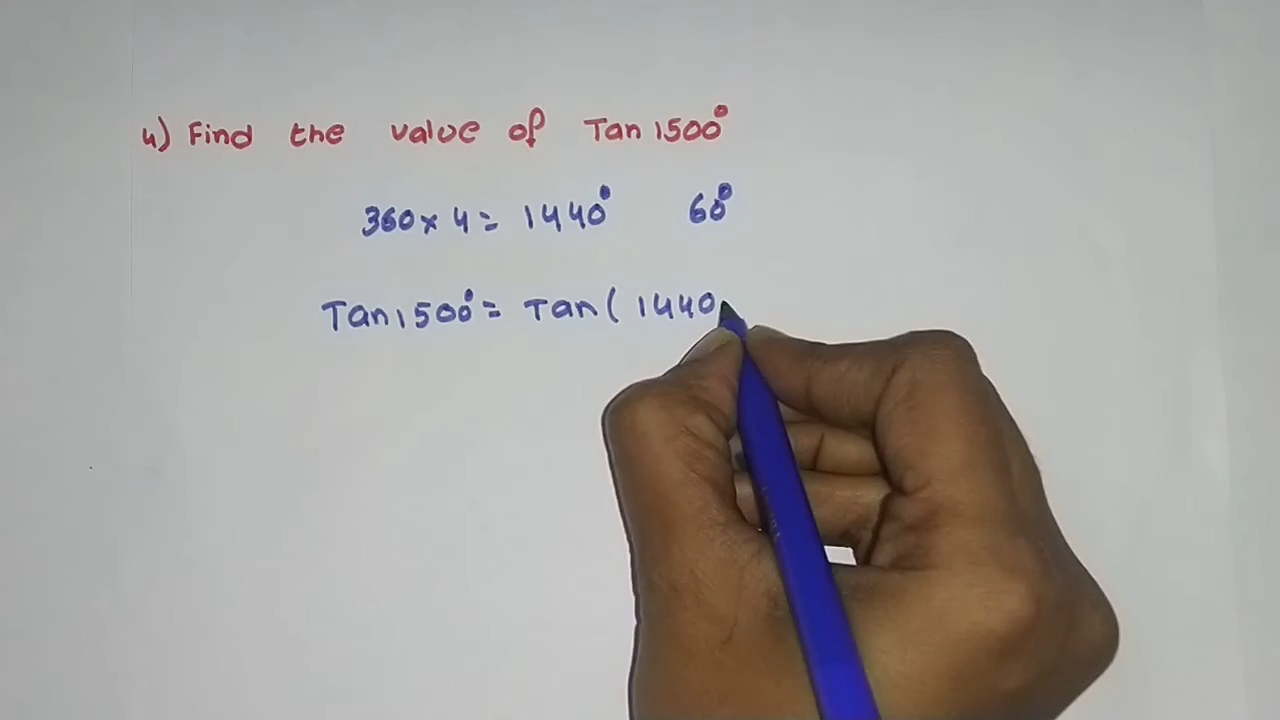 4) Find the value of Tan 1500°
360 × 4 = 1440° 60°
Tan 1500° = Tan ( 1440